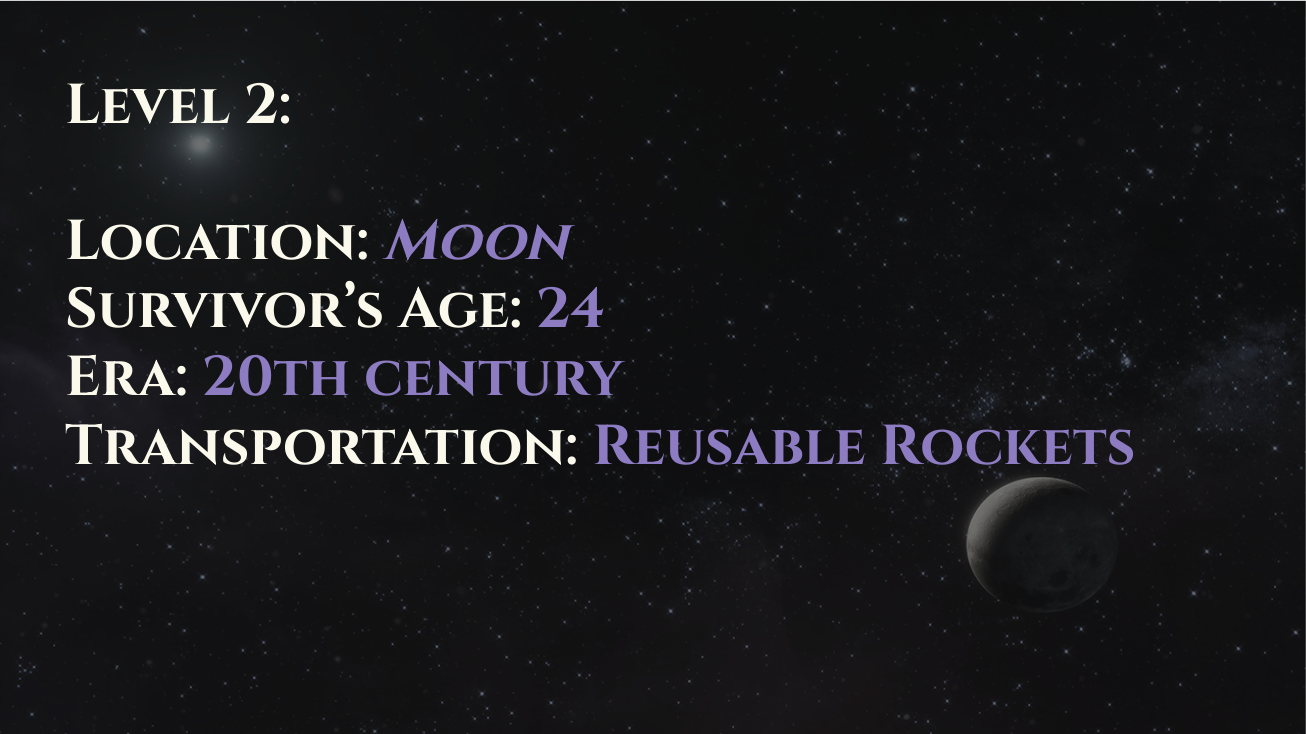 Level 2:
Location: Moon
Survivor’s Age: 24
Era: 20th century
Transportation: Reusable Rockets